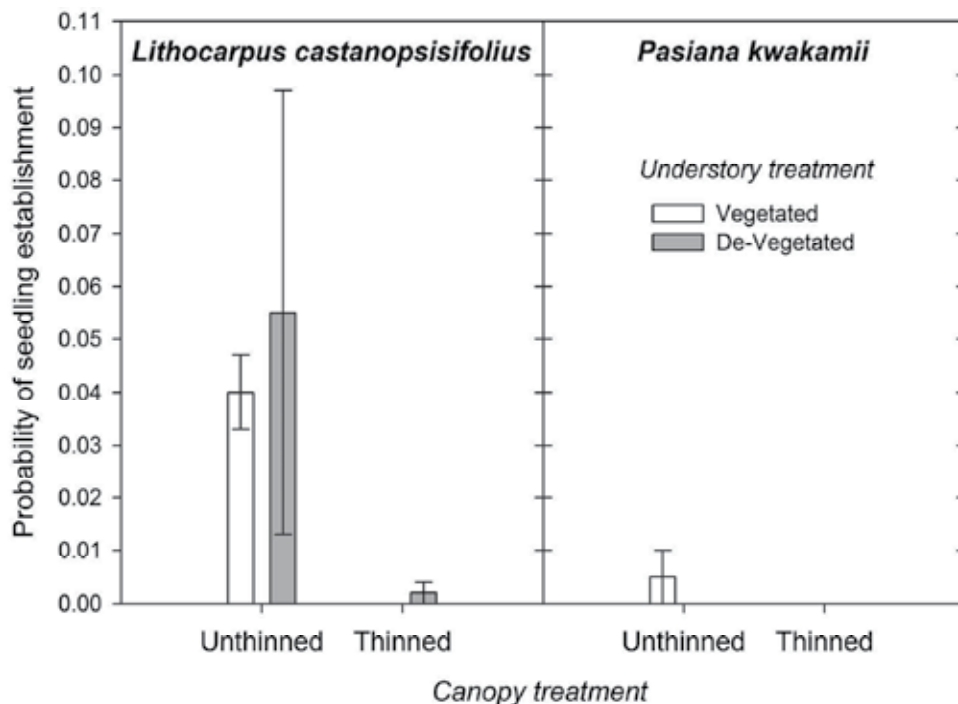 Lithocarpus castanopsisifolius
Pasiana kwakamii
Probability of seedling establishment
0.11
0.10
0.09
0.08
0.07
0.06
0.05
0.04
0.03
0.02
0.01
0.00
Understory treatment
Vegetated
De-Vegetated
Unthinned Thinned Unthinned Thinned
Canopy treatment